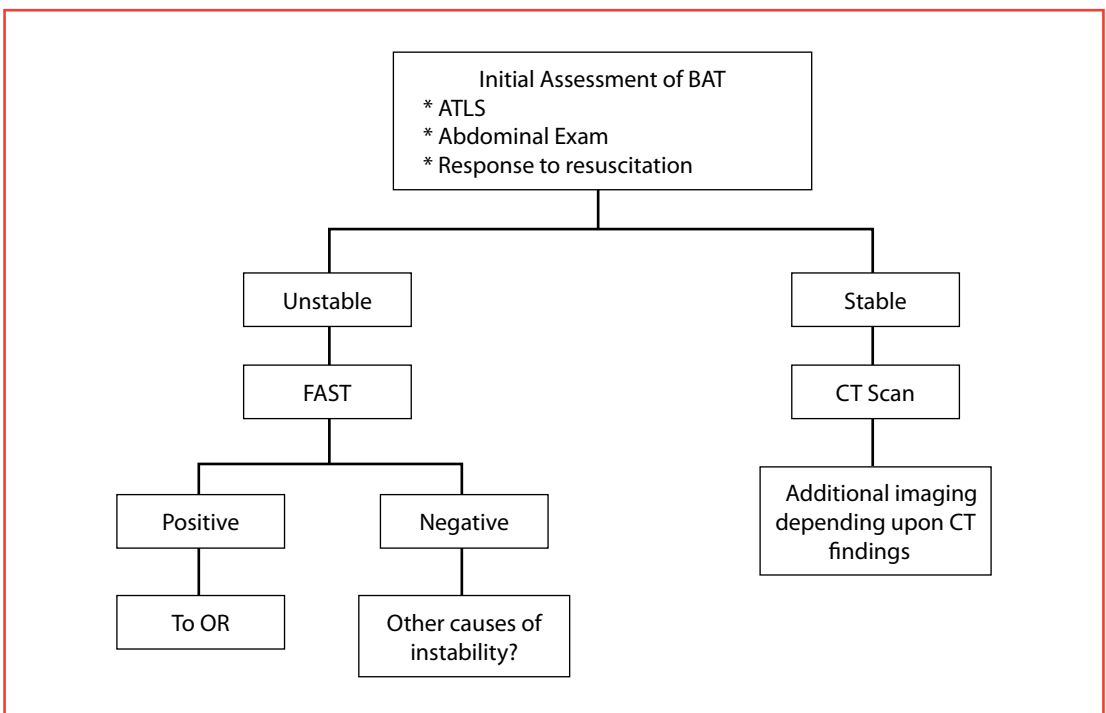 Initial Assessment of BAT
* ATLS
* Abdominal Exam
* Response to resuscitation
Unstable
Stable
FAST
CT Scan
Positive
Negative
Additional imaging
depending upon CT
findings
To OR
Other causes of
instability?